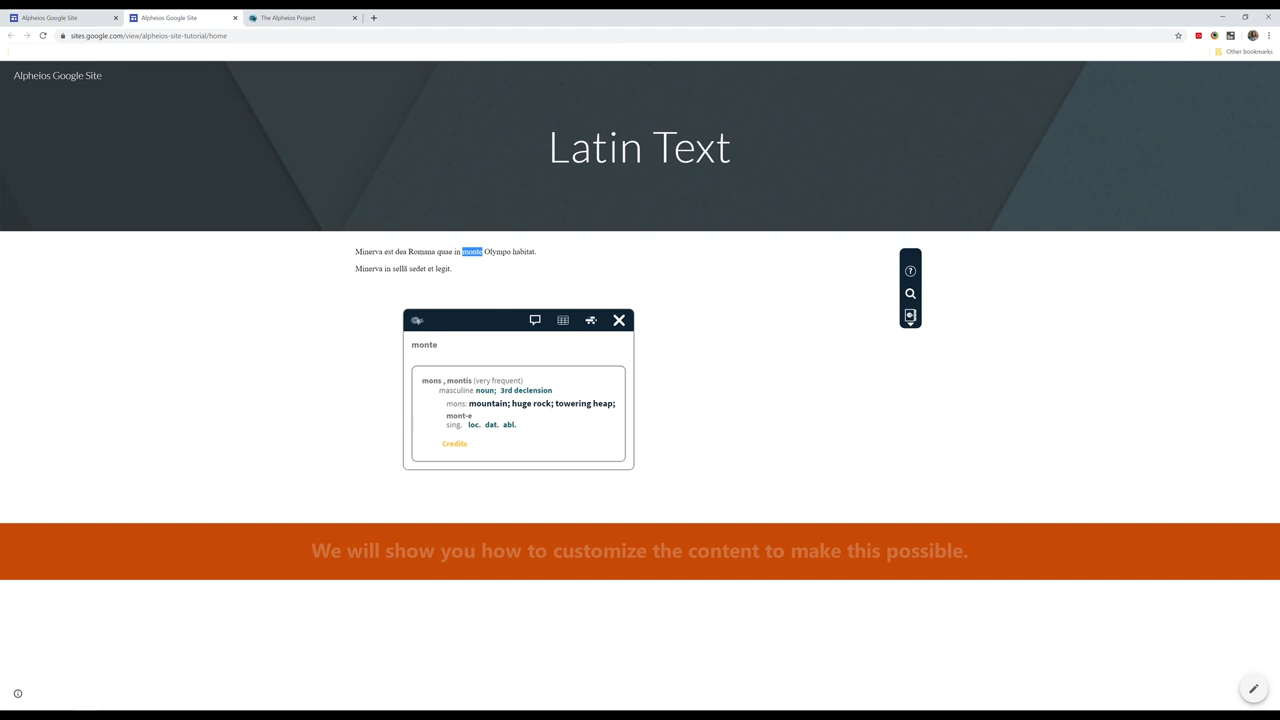 Alpheios Google Site
Alpheios Google Site
The Alpheios Project
sites.google.com/view/alpheios-site-tutorial/home
Other bookmarks
Alpheios Google Site
Latin Text
Minerva est dea Romana quae in monte Olympo habitat.
Minerva in sellā sedet et legit.
monte
mons , montis (very frequent)
masculine noun; 3rd declension
mons: mountain; huge rock; towering heap;
mont-e
sing. loc. dat. abl.
Credits
We will show you how to customize the content to make this possible.